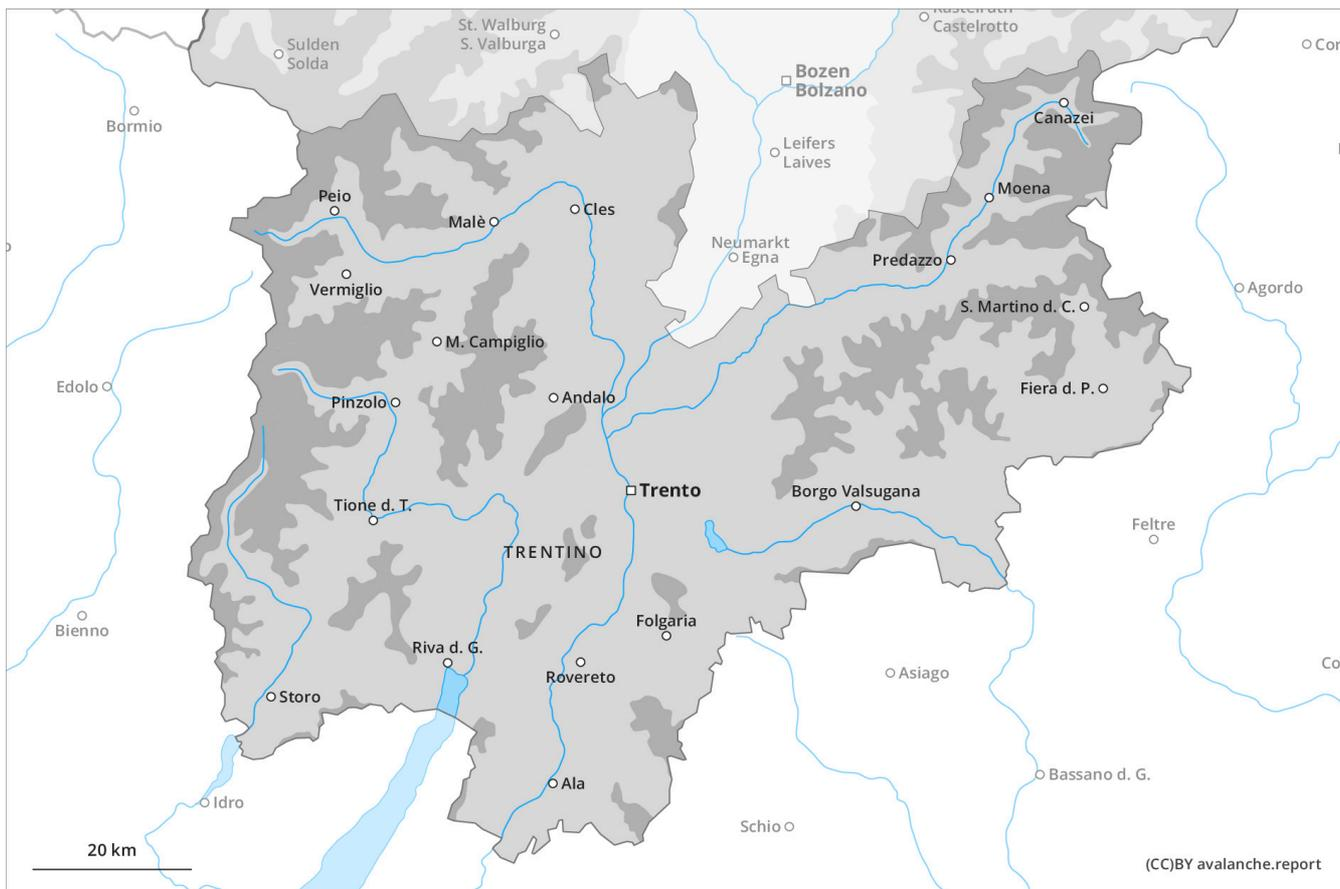 St. Walburg
S. Valburga
Castelrotto
Sulden
Solda
Bozen
Bolzano
Bormio
Canazei
Leifers
Laives
Peio
Moena
Malè
Cles
Neumarkt
Egna
Predazzo
Vermiglio
Agordo
S. Martino d. C.
M. Campiglio
Edolo
Fiera d. P.
Andalo
Pinzolo
Trento
Borgo Valsugana
Tione d. T.
Feltre
TRENTINO
Bienno
Folgaria
Riva d. G.
Rovereto
Asiago
Storo
Bassano d. G.
Ala
Idro
Schio
20 km
(CC)BY avalanche.report